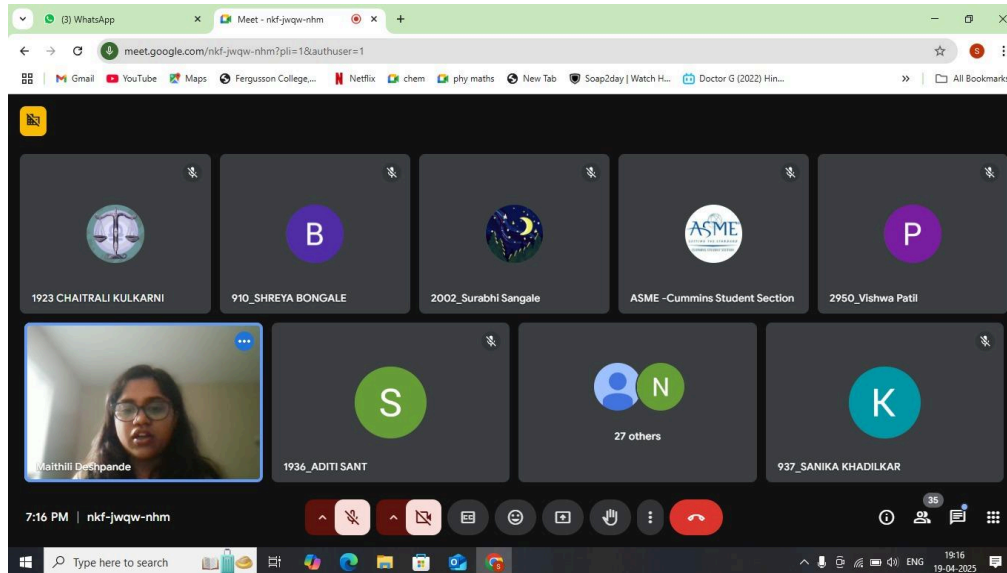 (3) WhatsApp
Meet - nkf-jwqw-nhm
meet.google.com/nkf-jwqw-nhm?pli=1&authuser=1
S
Gmail YouTube Maps Fergusson College,... Netflix chem phy maths New Tab Soap2day | Watch H... Doctor G (2022) Hin... » All Bookmarks
B
ASME
P
1923 CHAITRALI KULKARNI
910_SHREYA BONGALE
2002_Surabhi Sangale
ASME -Cummins Student Section
2950_Vishwa Patil
S
N
K
27 others
Maithili Deshpande
1936_ADITI SANT
937_SANIKA KHADILKAR
7:16 PM | nkf-jwqw-nhm
CC
35
Type here to search
ENG
19:16
19-04-2025